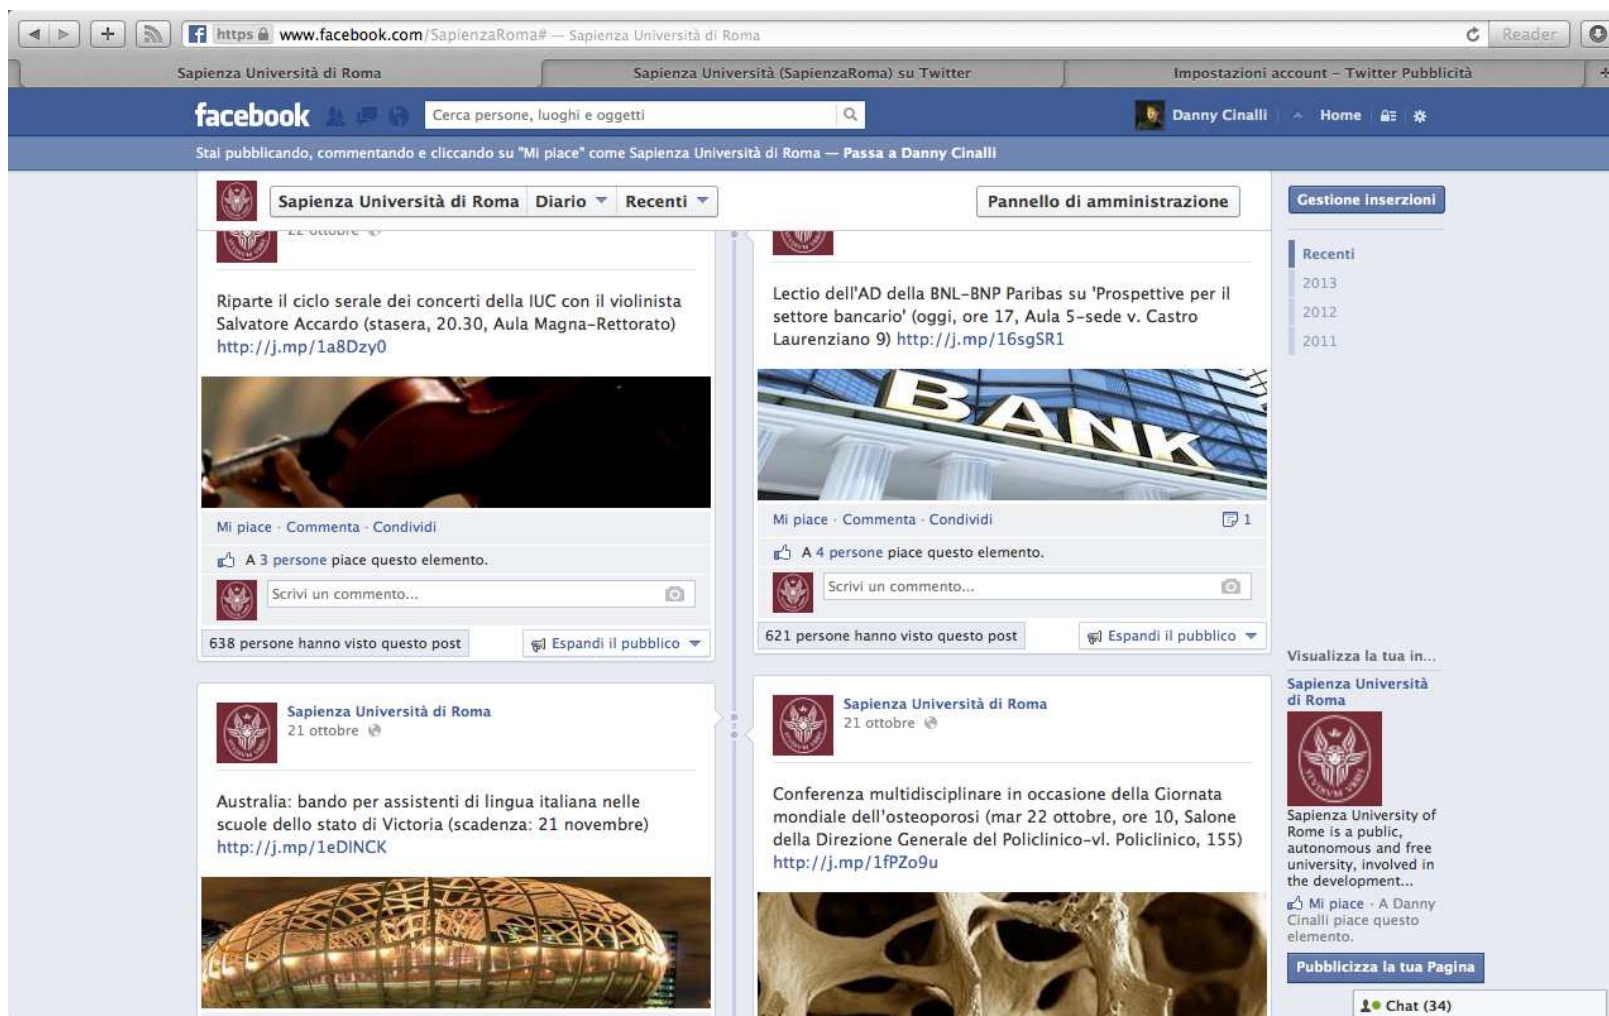 https www.facebook.com/SapienzaRoma# — Sapienza Università di Roma
Reader
Sapienza Università di Roma
Sapienza Università (SapienzaRoma) su Twitter
Impostazioni account – Twitter Pubblicità
facebook
Cerca persone, luoghi e oggetti
Danny Cinalli
Home
Stai pubblicando, commentando e cliccando su "Mi piace" come Sapienza Università di Roma — Passa a Danny Cinalli
Sapienza Università di Roma Diario Recenti
Pannello di amministrazione
22 ottobre
Riparte il ciclo serale dei concerti della IUC con il violinista
Salvatore Accardo (stasera, 20.30, Aula Magna-Rettorato)
http://j.mp/1a8Dzy0
Mi piace · Commenta · Condividi
A 3 persone piace questo elemento.
Scrivi un commento...
638 persone hanno visto questo post
Espandi il pubblico
Sapienza Università di Roma
21 ottobre
Australia: bando per assistenti di lingua italiana nelle
scuole dello stato di Victoria (scadenza: 21 novembre)
http://j.mp/1eDlNCK
Lectio dell'AD della BNL-BNP Paribas su 'Prospettive per il
settore bancario' (oggi, ore 17, Aula 5-sede v. Castro
Laurenziano 9) http://j.mp/16sgSR1
BANK
Mi piace · Commenta · Condividi
1
A 4 persone piace questo elemento.
Scrivi un commento...
621 persone hanno visto questo post
Espandi il pubblico
Sapienza Università di Roma
21 ottobre
Conferenza multidisciplinare in occasione della Giornata
mondiale dell'osteoporosi (mar 22 ottobre, ore 10, Salone
della Direzione Generale del Policlinico-vl. Policlinico, 155)
http://j.mp/1fPZo9u
Gestione inserzioni
Recenti
2013
2012
2011
Visualizza la tua in...
Sapienza Università
di Roma
STUDIUM URBIS
Sapienza University of
Rome is a public,
autonomous and free
university, involved in
the development...
Mi piace · A Danny
Cinalli piace questo
elemento.
Pubblicizza la tua Pagina
Chat (34)